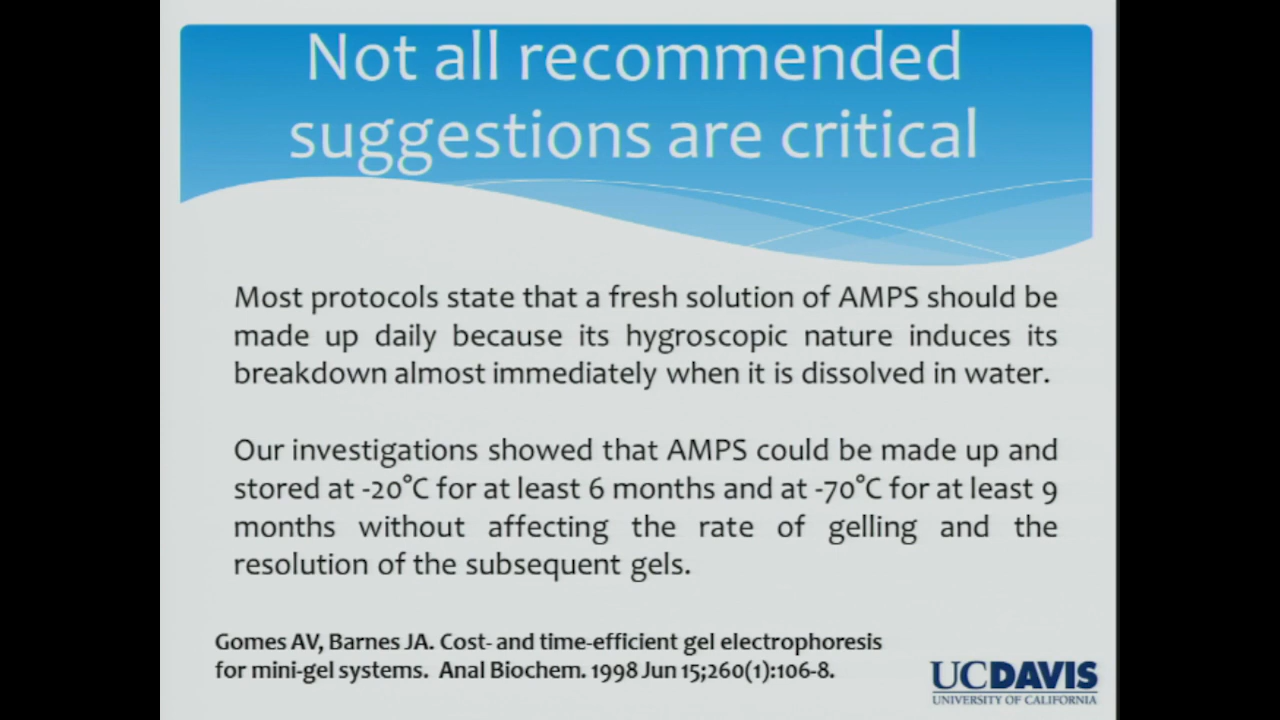 Not all recommended
suggestions are critical
Most protocols state that a fresh solution of AMPS should be
made up daily because its hygroscopic nature induces its
breakdown almost immediately when it is dissolved in water.
Our investigations showed that AMPS could be made up and
stored at -20°C for at least 6 months and at -70°C for at least 9
months without affecting the rate of gelling and the
resolution of the subsequent gels.
Gomes AV, Barnes JA. Cost- and time-efficient gel electrophoresis
for mini-gel systems. Anal Biochem. 1998 Jun 15;260(1):106-8.
UCDAVIS
UNIVERSITY OF CALIFORNIA